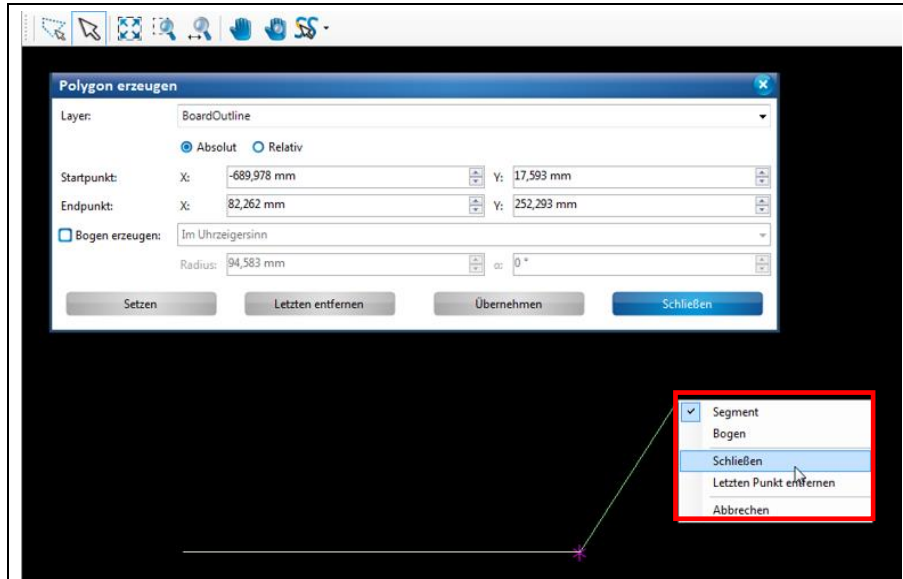 Polygon erzeugen
Layer: BoardOutline
Absolut Relativ
Startpunkt: X: -689,978 mm Y: 17,593 mm
Endpunkt: X: 82,262 mm Y: 252,293 mm
Bogen erzeugen: Im Uhrzeigersinn
Radius: 94,583 mm α: 0 °
Setzen Letzten entfernen Übernehmen Schließen
Segment
Bogen
Schließen
Letzten Punkt entfernen
Abbrechen